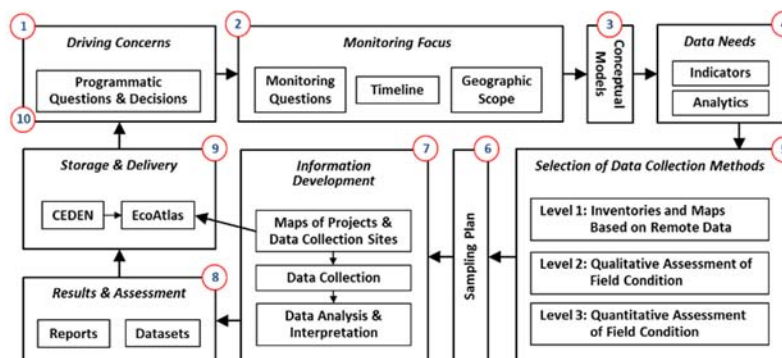 1
Driving Concerns
Programmatic
Questions & Decisions
10
2
Monitoring Focus
Monitoring
Questions
Timeline
Geographic
Scope
3
Conceptual
Models
4
Data Needs
Indicators
Analytics
5
Selection of Data Collection Methods
Level 1: Inventories and Maps
Based on Remote Data
Level 2: Qualitative Assessment of
Field Condition
Level 3: Quantitative Assessment
of Field Condition
6
Sampling Plan
7
Information
Development
Maps of Projects &
Data Collection Sites
Data Collection
Data Analysis &
Interpretation
8
Results & Assessment
Reports
Datasets
9
Storage & Delivery
CEDEN
EcoAtlas